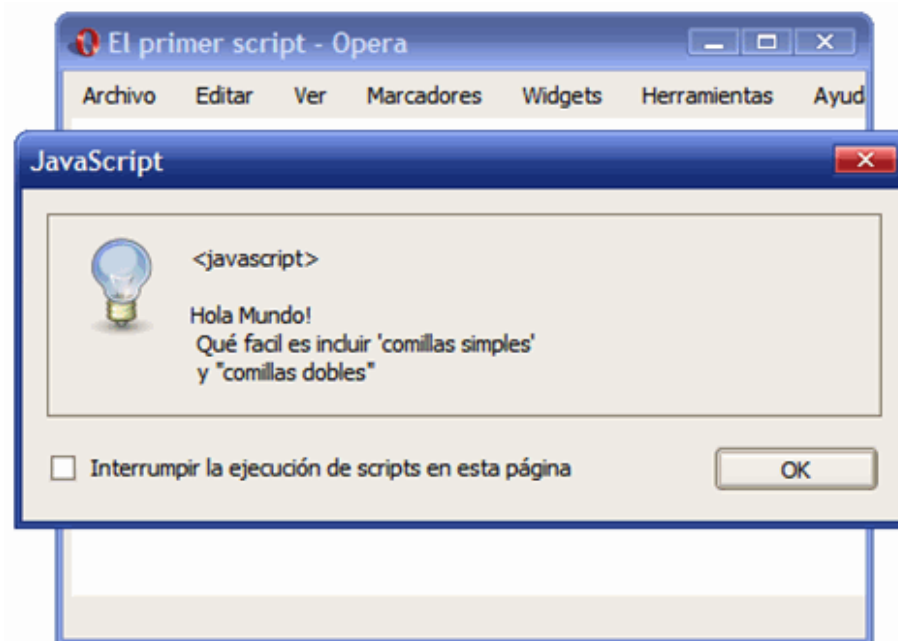 El primer script - Opera
Archivo Editar Ver Marcadores Widgets Herramientas Ayud
JavaScript
<javascript>
Hola Mundo!
Qué facil es incluir 'comillas simples'
y "comillas dobles"
Interrumpir la ejecución de scripts en esta página
OK